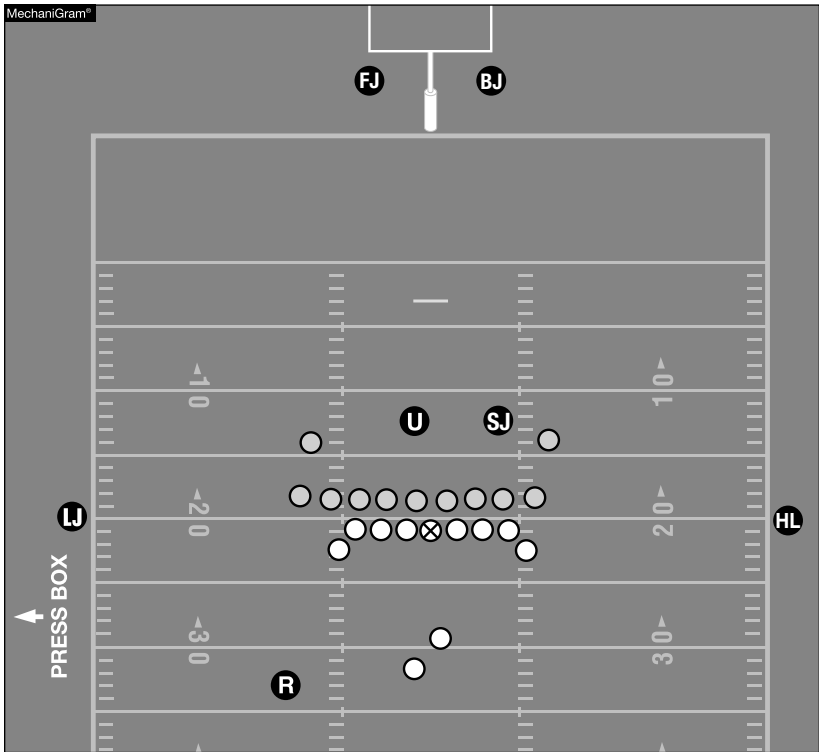 MechaniGram®
FJ
BJ
◄10
10►
U
SJ
◄20
20►
LJ
HL
PRESS BOX
◄30
30►
R